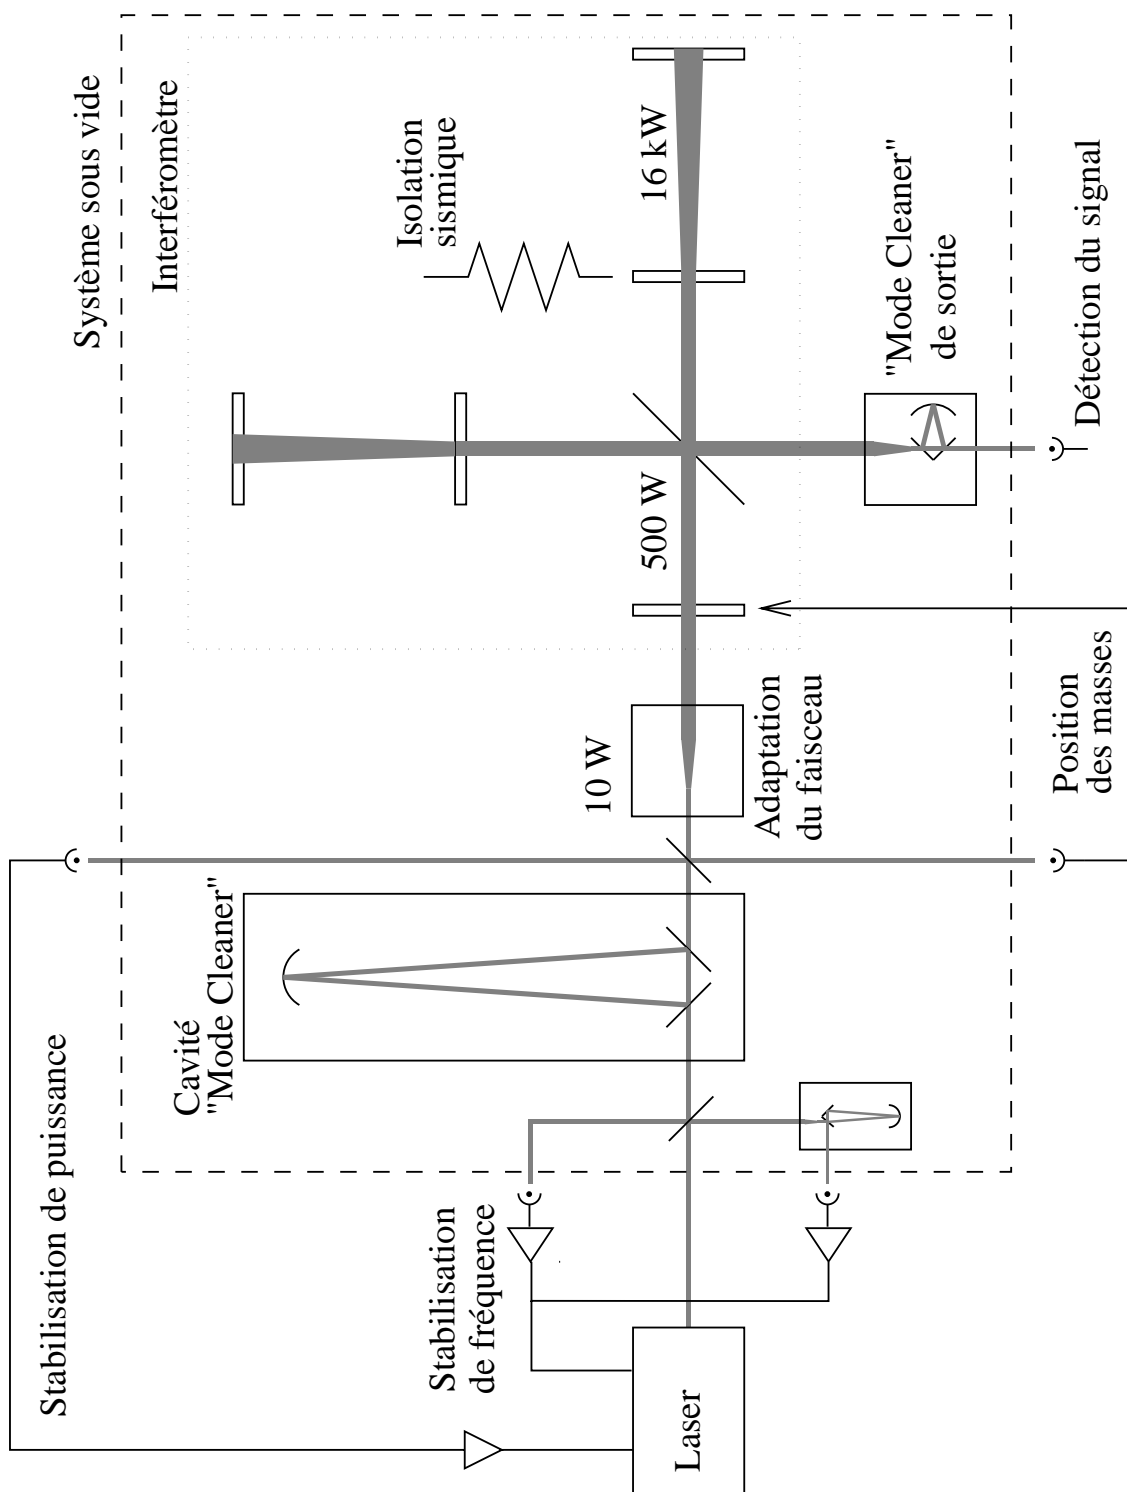 Système sous vide
Interféromètre
Isolation
sismique
16 kW
"Mode Cleaner"
de sortie
Détection du signal
500 W
10 W
Adaptation
du faisceau
Position
des masses
Cavité
"Mode Cleaner"
Stabilisation de puissance
Stabilisation
de fréquence
Laser